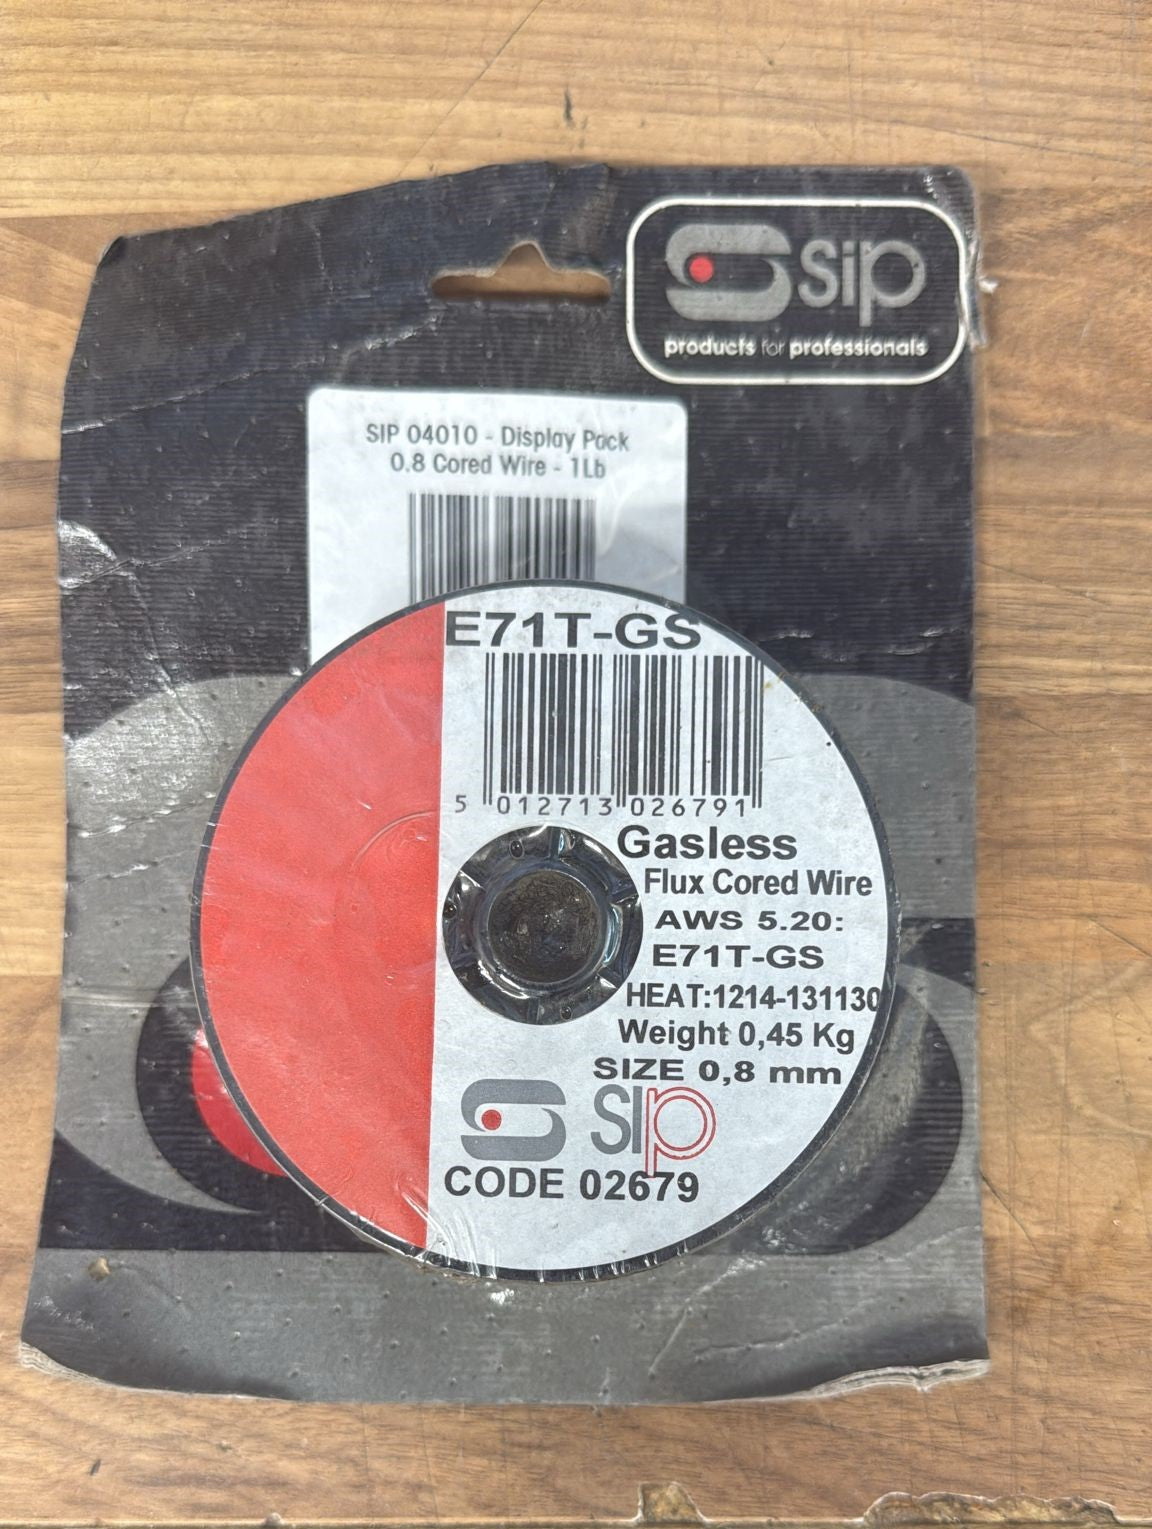 sip
products for professionals
SIP 04010 - Display Pack
0.8 Cored Wire - 1Lb
E71T-GS
5 012713 026791
Gasless
Flux Cored Wire
AWS 5.20:
E71T-GS
HEAT:1214-131130
Weight 0,45 Kg
SIZE 0,8 mm
SIp
CODE 02679